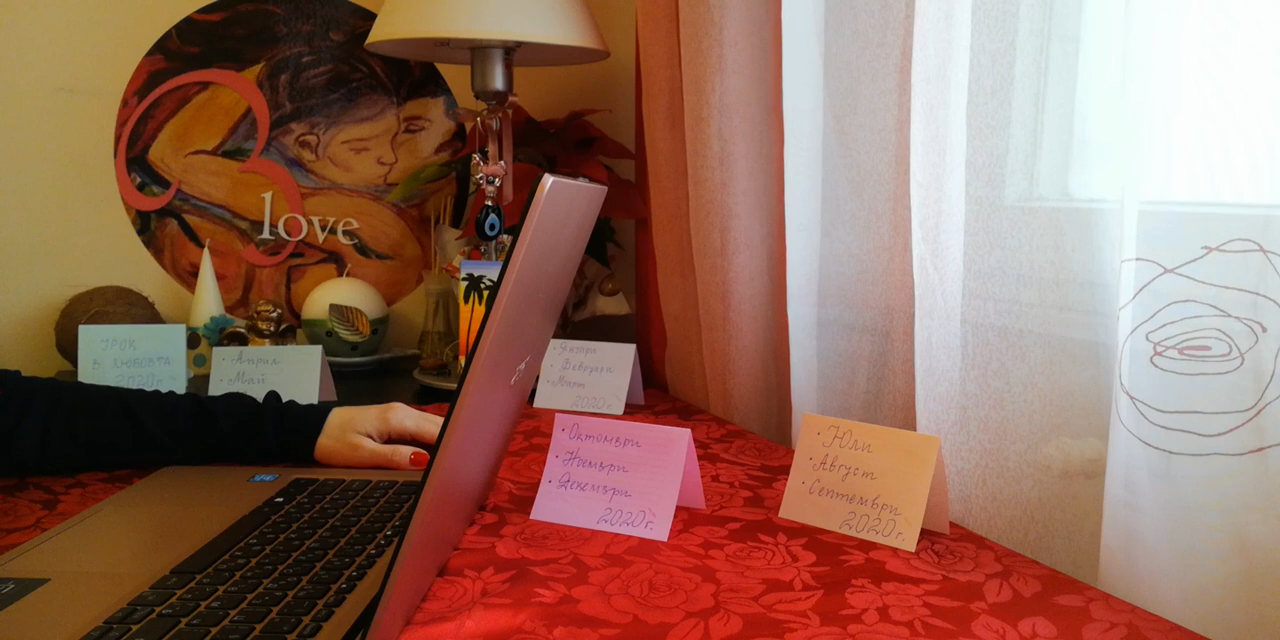 love
УРОК
В ЛЮБОВТА
2020г.
• Април
• Май
• Януари
• Февруари
• Март
2020г.
• Октомври
• Ноември
• Декември
2020г.
• Юли
• Август
• Септември
2020г.